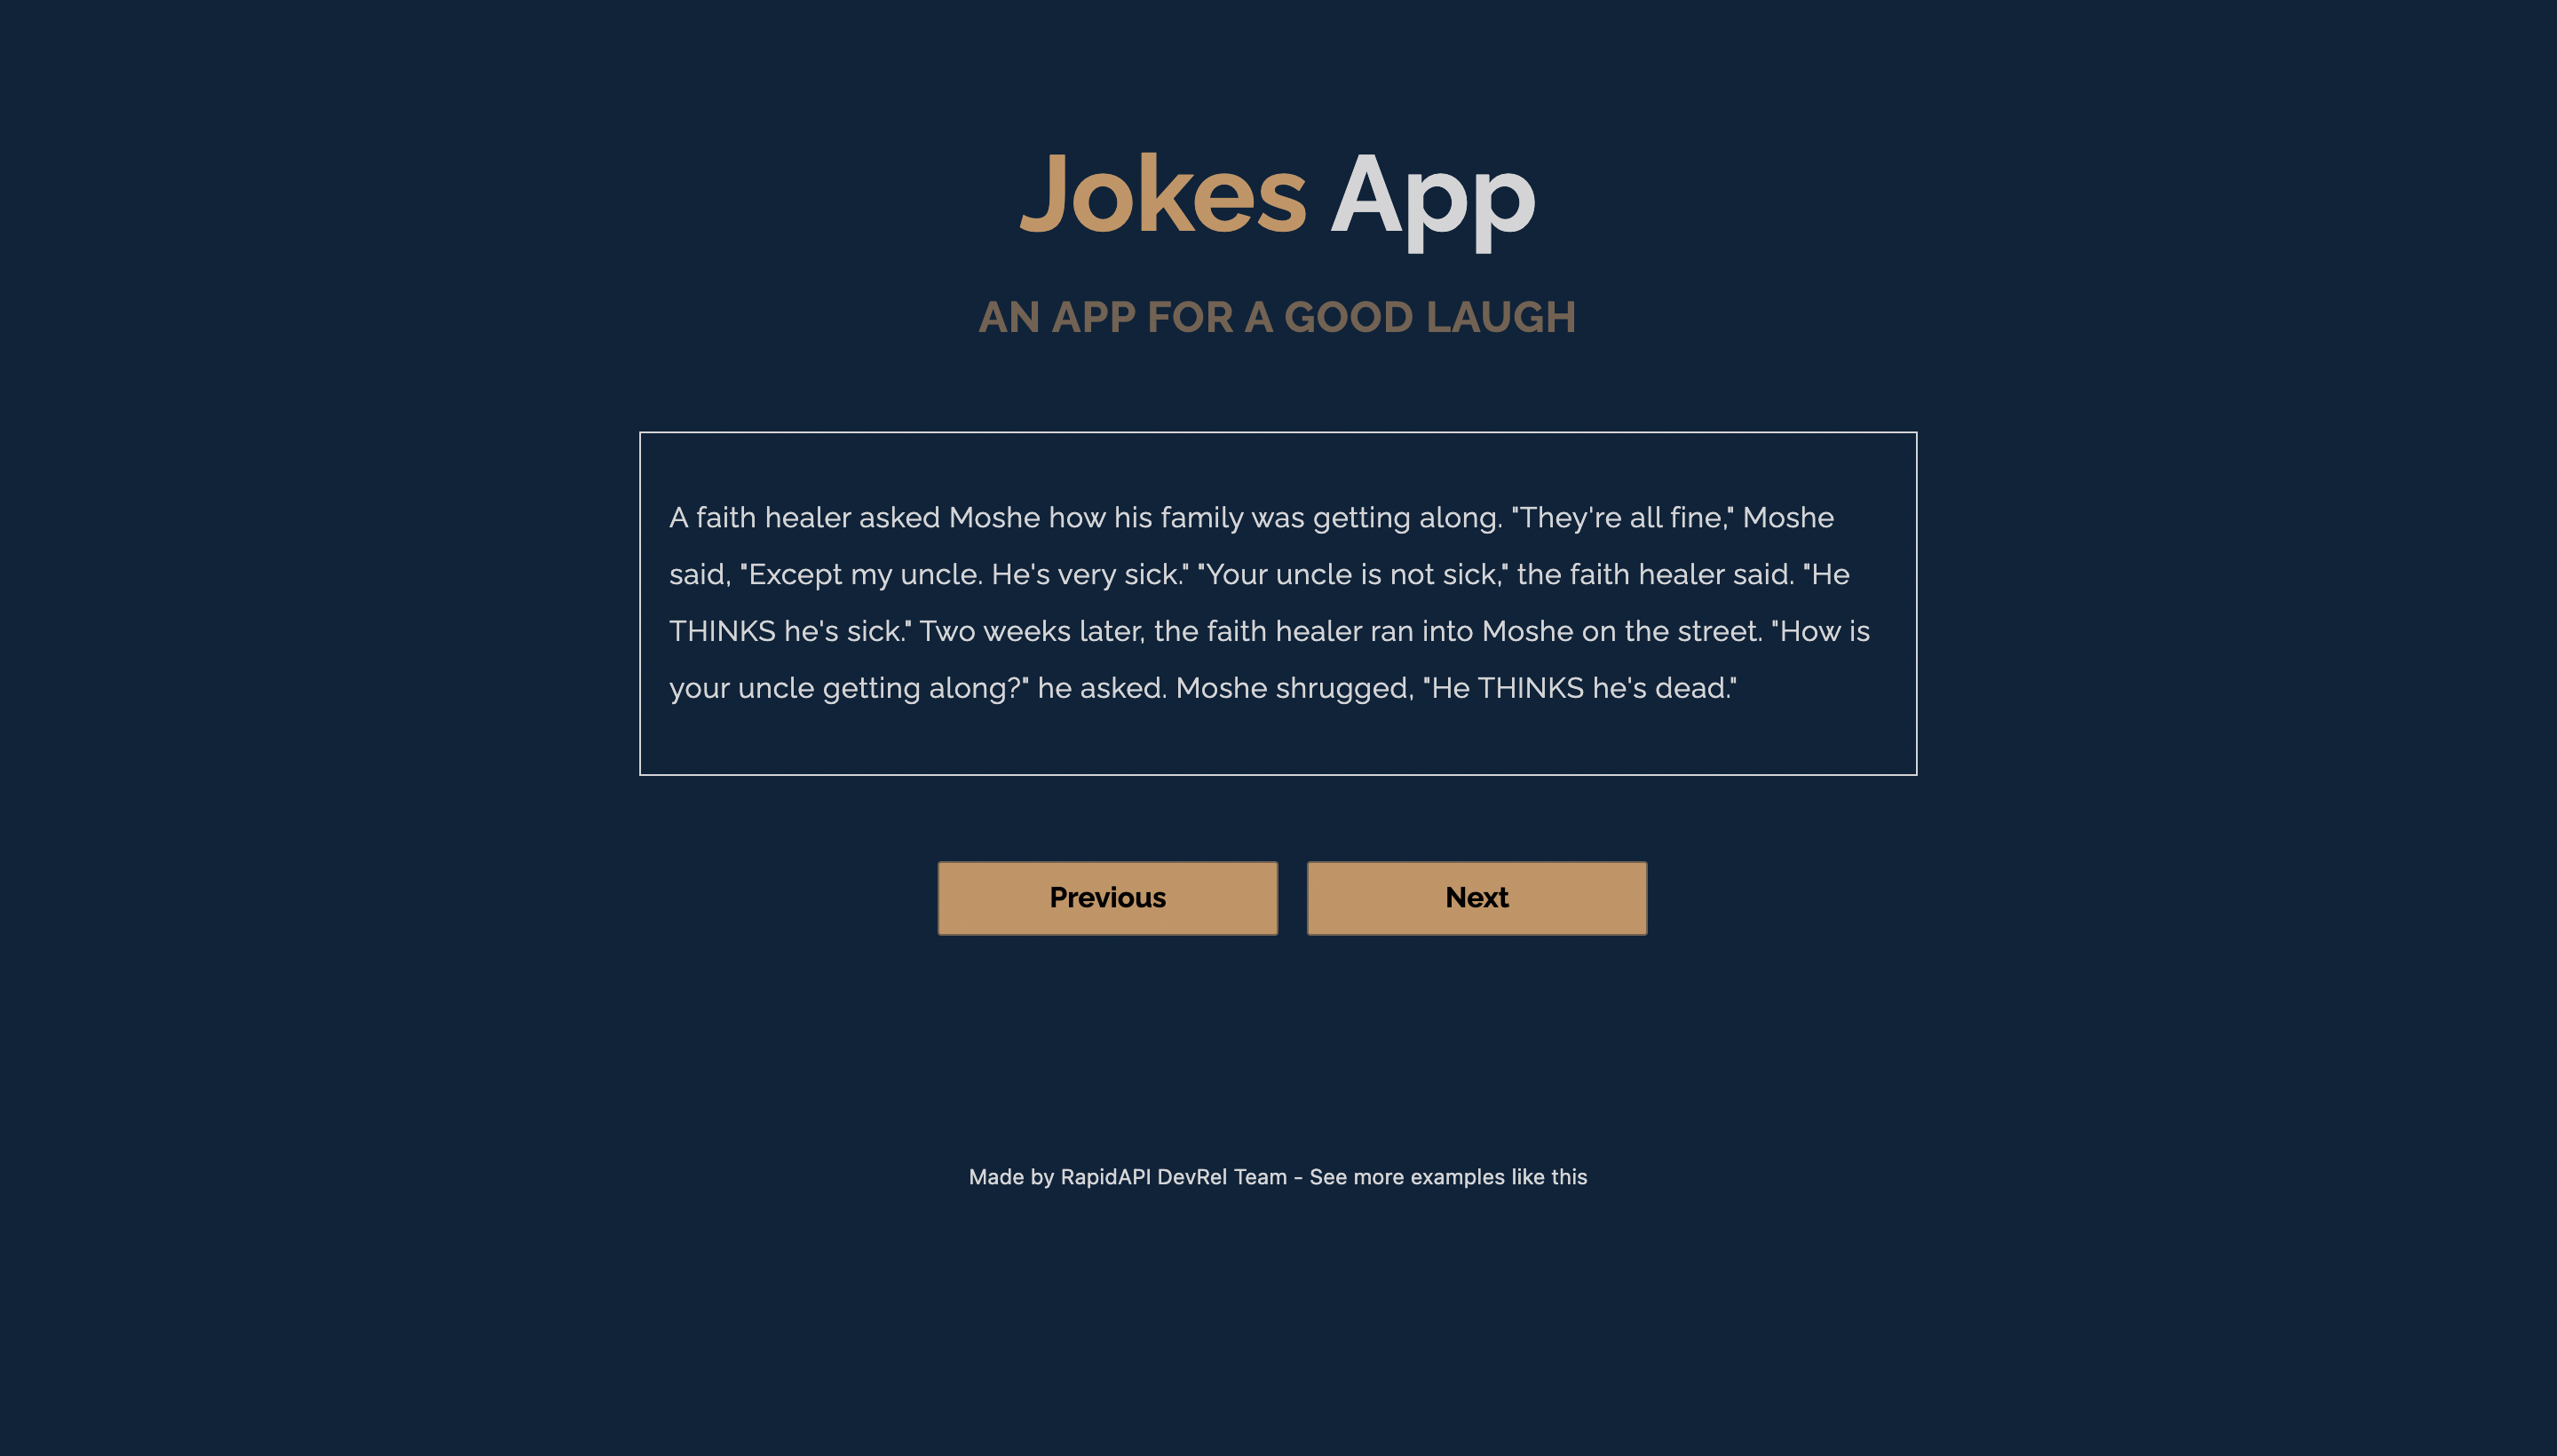 Jokes App
AN APP FOR A GOOD LAUGH
A faith healer asked Moshe how his family was getting along. "They're all fine," Moshe
said, "Except my uncle. He's very sick." "Your uncle is not sick," the faith healer said. "He
THINKS he's sick." Two weeks later, the faith healer ran into Moshe on the street. "How is
your uncle getting along?" he asked. Moshe shrugged, "He THINKS he's dead."
Previous
Next
Made by RapidAPI DevRel Team - See more examples like this